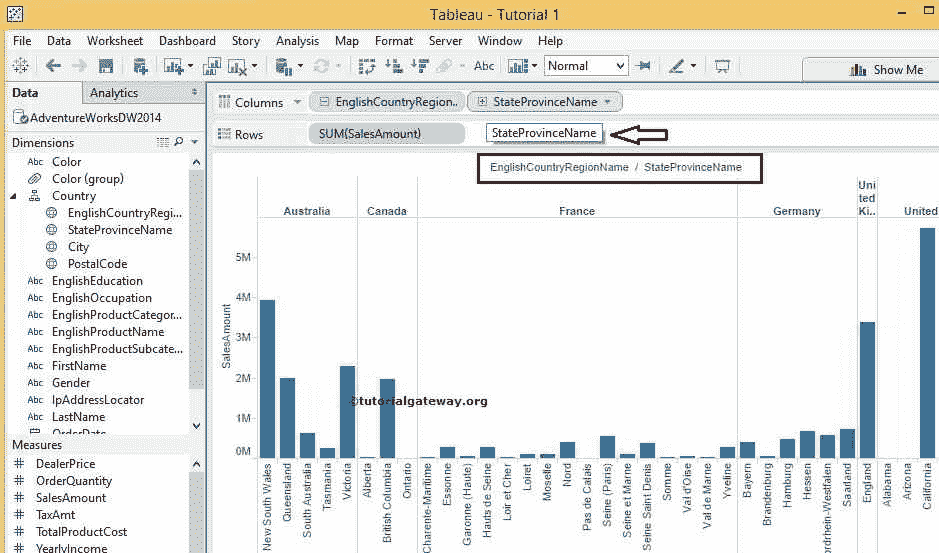 Tableau - Tutorial 1
File Data Worksheet Dashboard Story Analysis Map Format Server Window Help
Abc Normal Show Me
Data Analytics
AdventureWorksDW2014
Dimensions
Abc Color
Color (group)
Country
EnglishCountryRegi...
StateProvinceName
City
PostalCode
Abc EnglishEducation
Abc EnglishOccupation
Abc EnglishProductCategor...
Abc EnglishProductName
Abc EnglishProductSubcate...
Abc FirstName
Abc Gender
Abc IpAddressLocator
Abc LastName
OrderDate
Measures
# DealerPrice
# OrderQuantity
# SalesAmount
# TaxAmt
# TotalProductCost
# YearlyIncome
Columns EnglishCountryRegion.. StateProvinceName
Rows SUM(SalesAmount) StateProvinceName
EnglishCountryRegionName / StateProvinceName
Australia Canada France Germany Uni ted Ki.. United
SalesAmount
5M
4M
3M
2M
1M
0M
©tutorialgateway.org
New South Wales
Queensland
South Australia
Tasmania
Victoria
Alberta
British Columbia
Ontario
Charente-Maritime
Essonne
Garonne (Haute)
Hauts de Seine
Loir et Cher
Loiret
Moselle
Nord
Pas de Calais
Seine (Paris)
Seine et Marne
Seine Saint Denis
Somme
Val d'Oise
Val de Marne
Yveline
Bayern
Brandenburg
Hamburg
Hessen
Nordrhein-Westfalen
Saarland
England
Alabama
Arizona
California